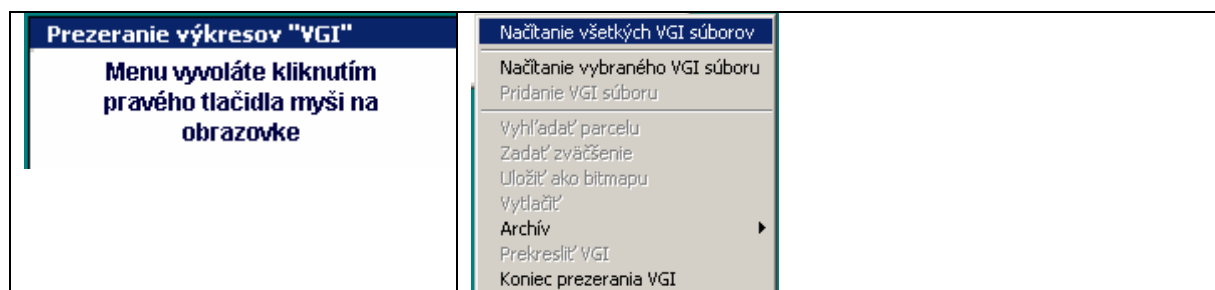 Prezeranie výkresov "VGI"
Menu vyvoláte kliknutím
pravého tlačidla myši na
obrazovke
Načítanie všetkých VGI súborov
Načítanie vybraného VGI súboru
Pridanie VGI súboru
Vyhľadať parcelu
Zadať zväčšenie
Uložiť ako bitmapu
Vytlačiť
Archív
Prekresliť VGI
Koniec prezerania VGI